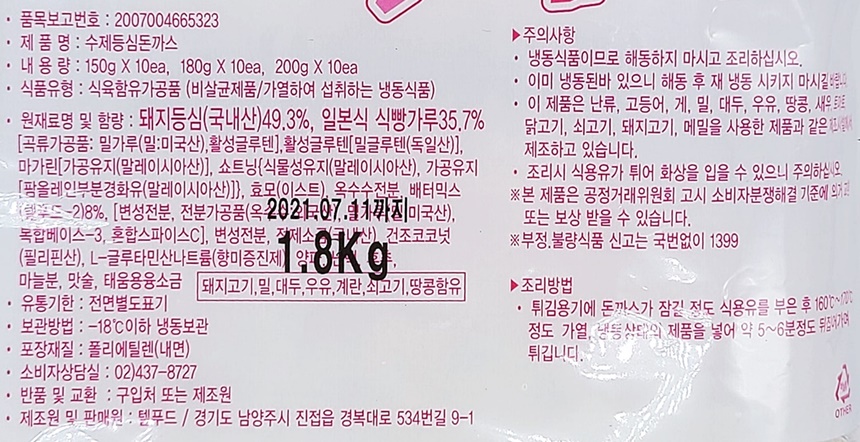 • 품목보고번호 : 2007004665323
• 제 품 명 : 수제등심돈까스
• 내 용 량 : 150g X 10ea, 180g X 10ea, 200g X 10ea
• 식품유형 : 식육함유가공품 (비살균제품/가열하여 섭취하는 냉동식품)
• 원재료명 및 함량 : 돼지등심(국내산)49.3%, 일본식 식빵가루35.7%
[곡류가공품: 밀가루(밀:미국산),활성글루텐],활성글루텐[밀글루텐(독일산)],
마가린[가공유지(말레이시아산)], 쇼트닝{식물성유지(말레이시아산), 가공유지
[팜올레인부분경화유(말레이시아산)]}, 효모(이스트), 옥수수전분, 배터믹스
-2)8%, [변성전분, 전분가공품(옥수 미국산),
복합베이스-3, 혼합스파이스C], 변성전분, 건조코코넛
(필리핀산), L-글루타민산나트륨(향미증진제)
마늘분, 맛술, 태움용융소금
2021.07.11까지
1.8Kg
돼지고기,밀,대두,우유,계란,쇠고기,땅콩함유
• 유통기한 : 전면별도표기
• 보관방법 : -18℃이하 냉동보관
• 포장재질 : 폴리에틸렌(내면)
• 소비자상담실 : 02)437-8727
• 반품 및 교환 : 구입처 또는 제조원
• 제조원 및 판매원 : 텔푸드 / 경기도 남양주시 진접읍 경복대로 534번길 9-1
▶주의사항
• 냉동식품이므로 해동하지 마시고 조리하십시오.
• 이미 냉동된바 있으니 해동 후 재 냉동 시키지 마시길
• 이 제품은 난류, 고등어, 게, 밀, 대두, 우유, 땅콩, 새우, 토마토,
닭고기, 쇠고기, 돼지고기, 메밀을 사용한 제품과 같은
제조하고 있습니다.
• 조리시 식용유가 튀어 화상을 입을 수 있으니 주의하십시오.
※본 제품은 공정거래위원회 고시 소비자분쟁해결 기준에 의거
또는 보상 받을 수 있습니다.
※부정.불량식품 신고는 국번없이 1399
▶조리방법
• 튀김용기에 돈까스가 잠길 정도 식용유를 부은 후 160℃~170℃
정도 가열, 냉동상태의 제품을 넣어 약 5~6분정도
튀깁니다.
OTHER